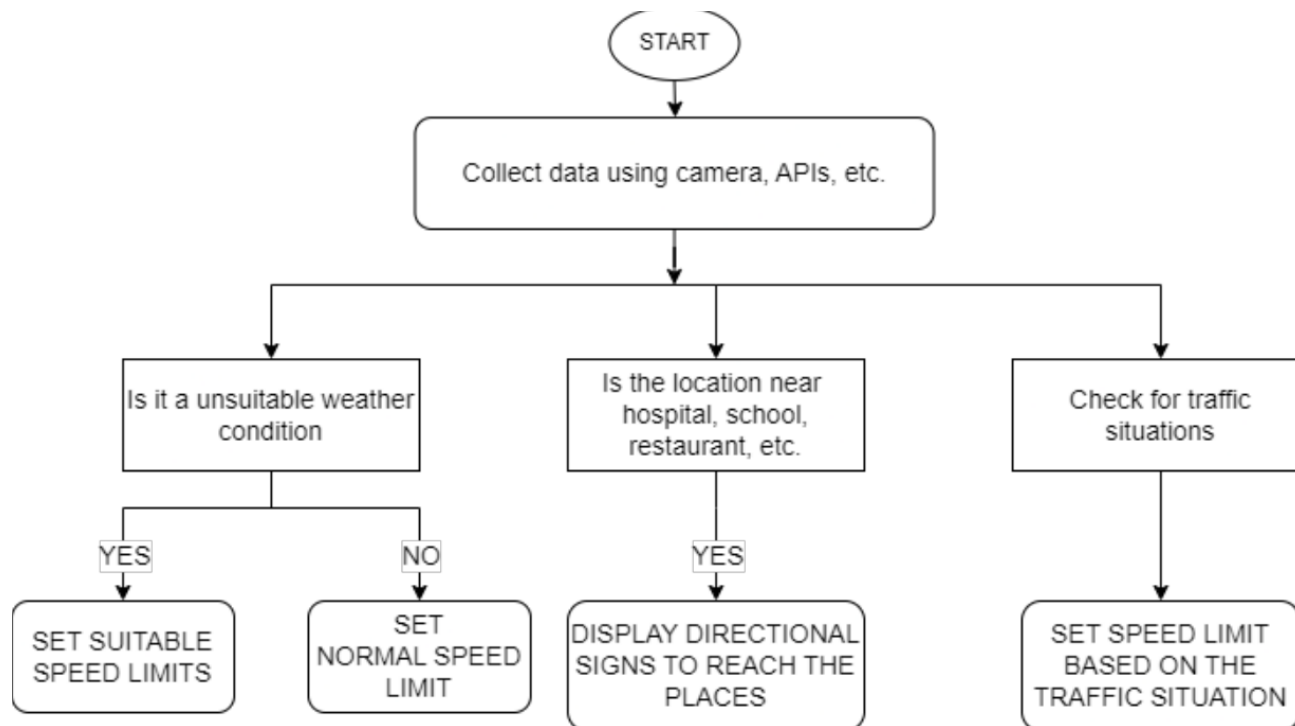 START
Collect data using camera, APIs, etc.
Is it a unsuitable weather
condition
Is the location near
hospital, school,
restaurant, etc.
Check for traffic
situations
YES
NO
YES
SET SUITABLE
SPEED LIMITS
SET
NORMAL SPEED
LIMIT
DISPLAY DIRECTIONAL
SIGNS TO REACH THE
PLACES
SET SPEED LIMIT
BASED ON THE
TRAFFIC SITUATION